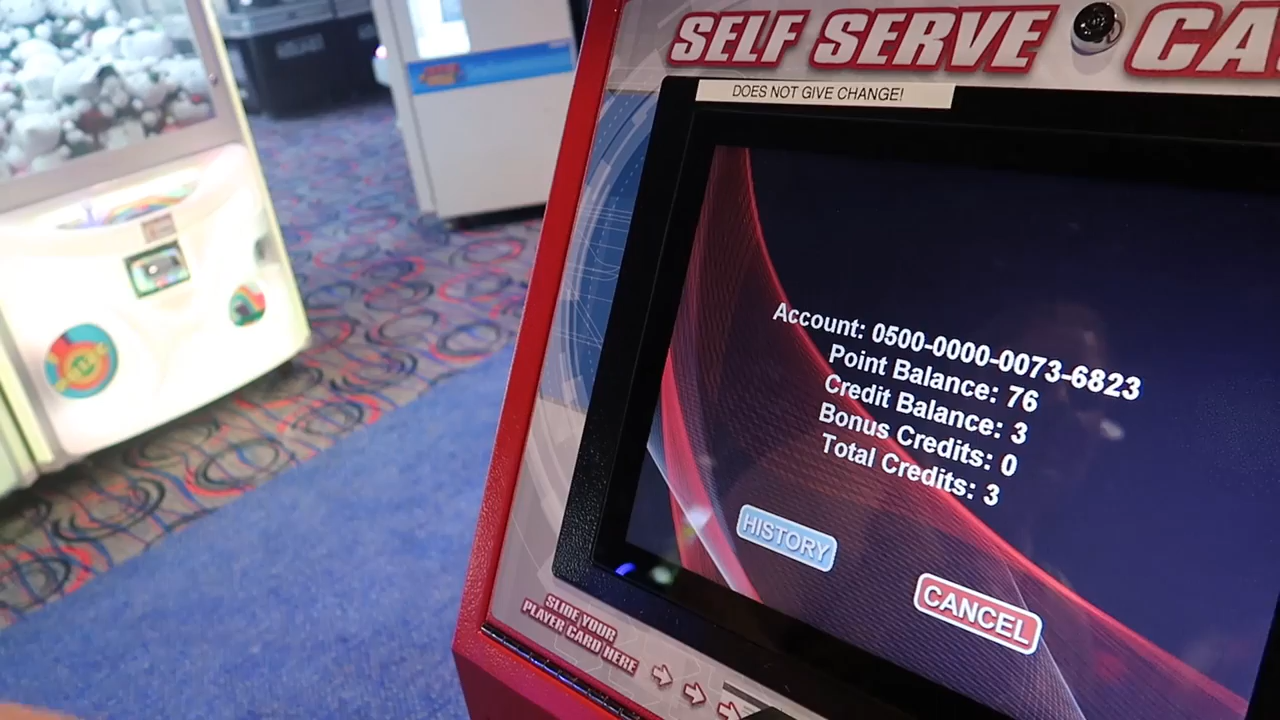 SELF SERVE CA
DOES NOT GIVE CHANGE!
Account: 0500-0000-0073-6823
Point Balance: 76
Credit Balance: 3
Bonus Credits: 0
Total Credits: 3
HISTORY
CANCEL
SLIDE YOUR
PLAYER CARD HERE